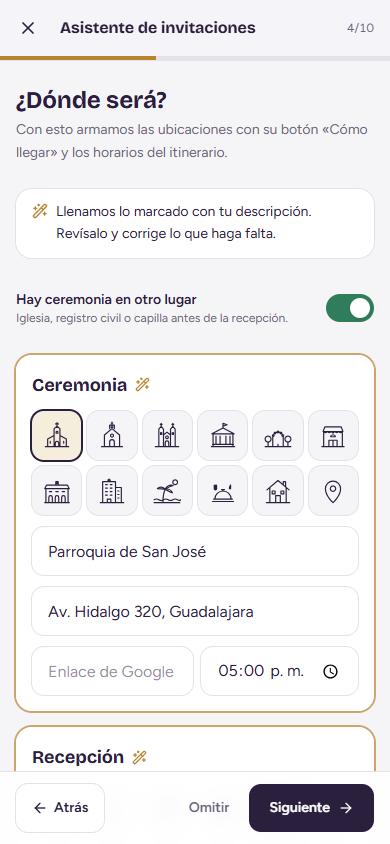 Asistente de invitaciones
4/10
¿Dónde será?
Con esto armamos las ubicaciones con su botón «Cómo
llegar» y los horarios del itinerario.
Llenamos lo marcado con tu descripción.
Revísalo y corrige lo que haga falta.
Hay ceremonia en otro lugar
Iglesia, registro civil o capilla antes de la recepción.
Ceremonia
Parroquia de San José
Av. Hidalgo 320, Guadalajara
Enlace de Google
05:00 p. m.
Recepción
Atrás
Omitir
Siguiente